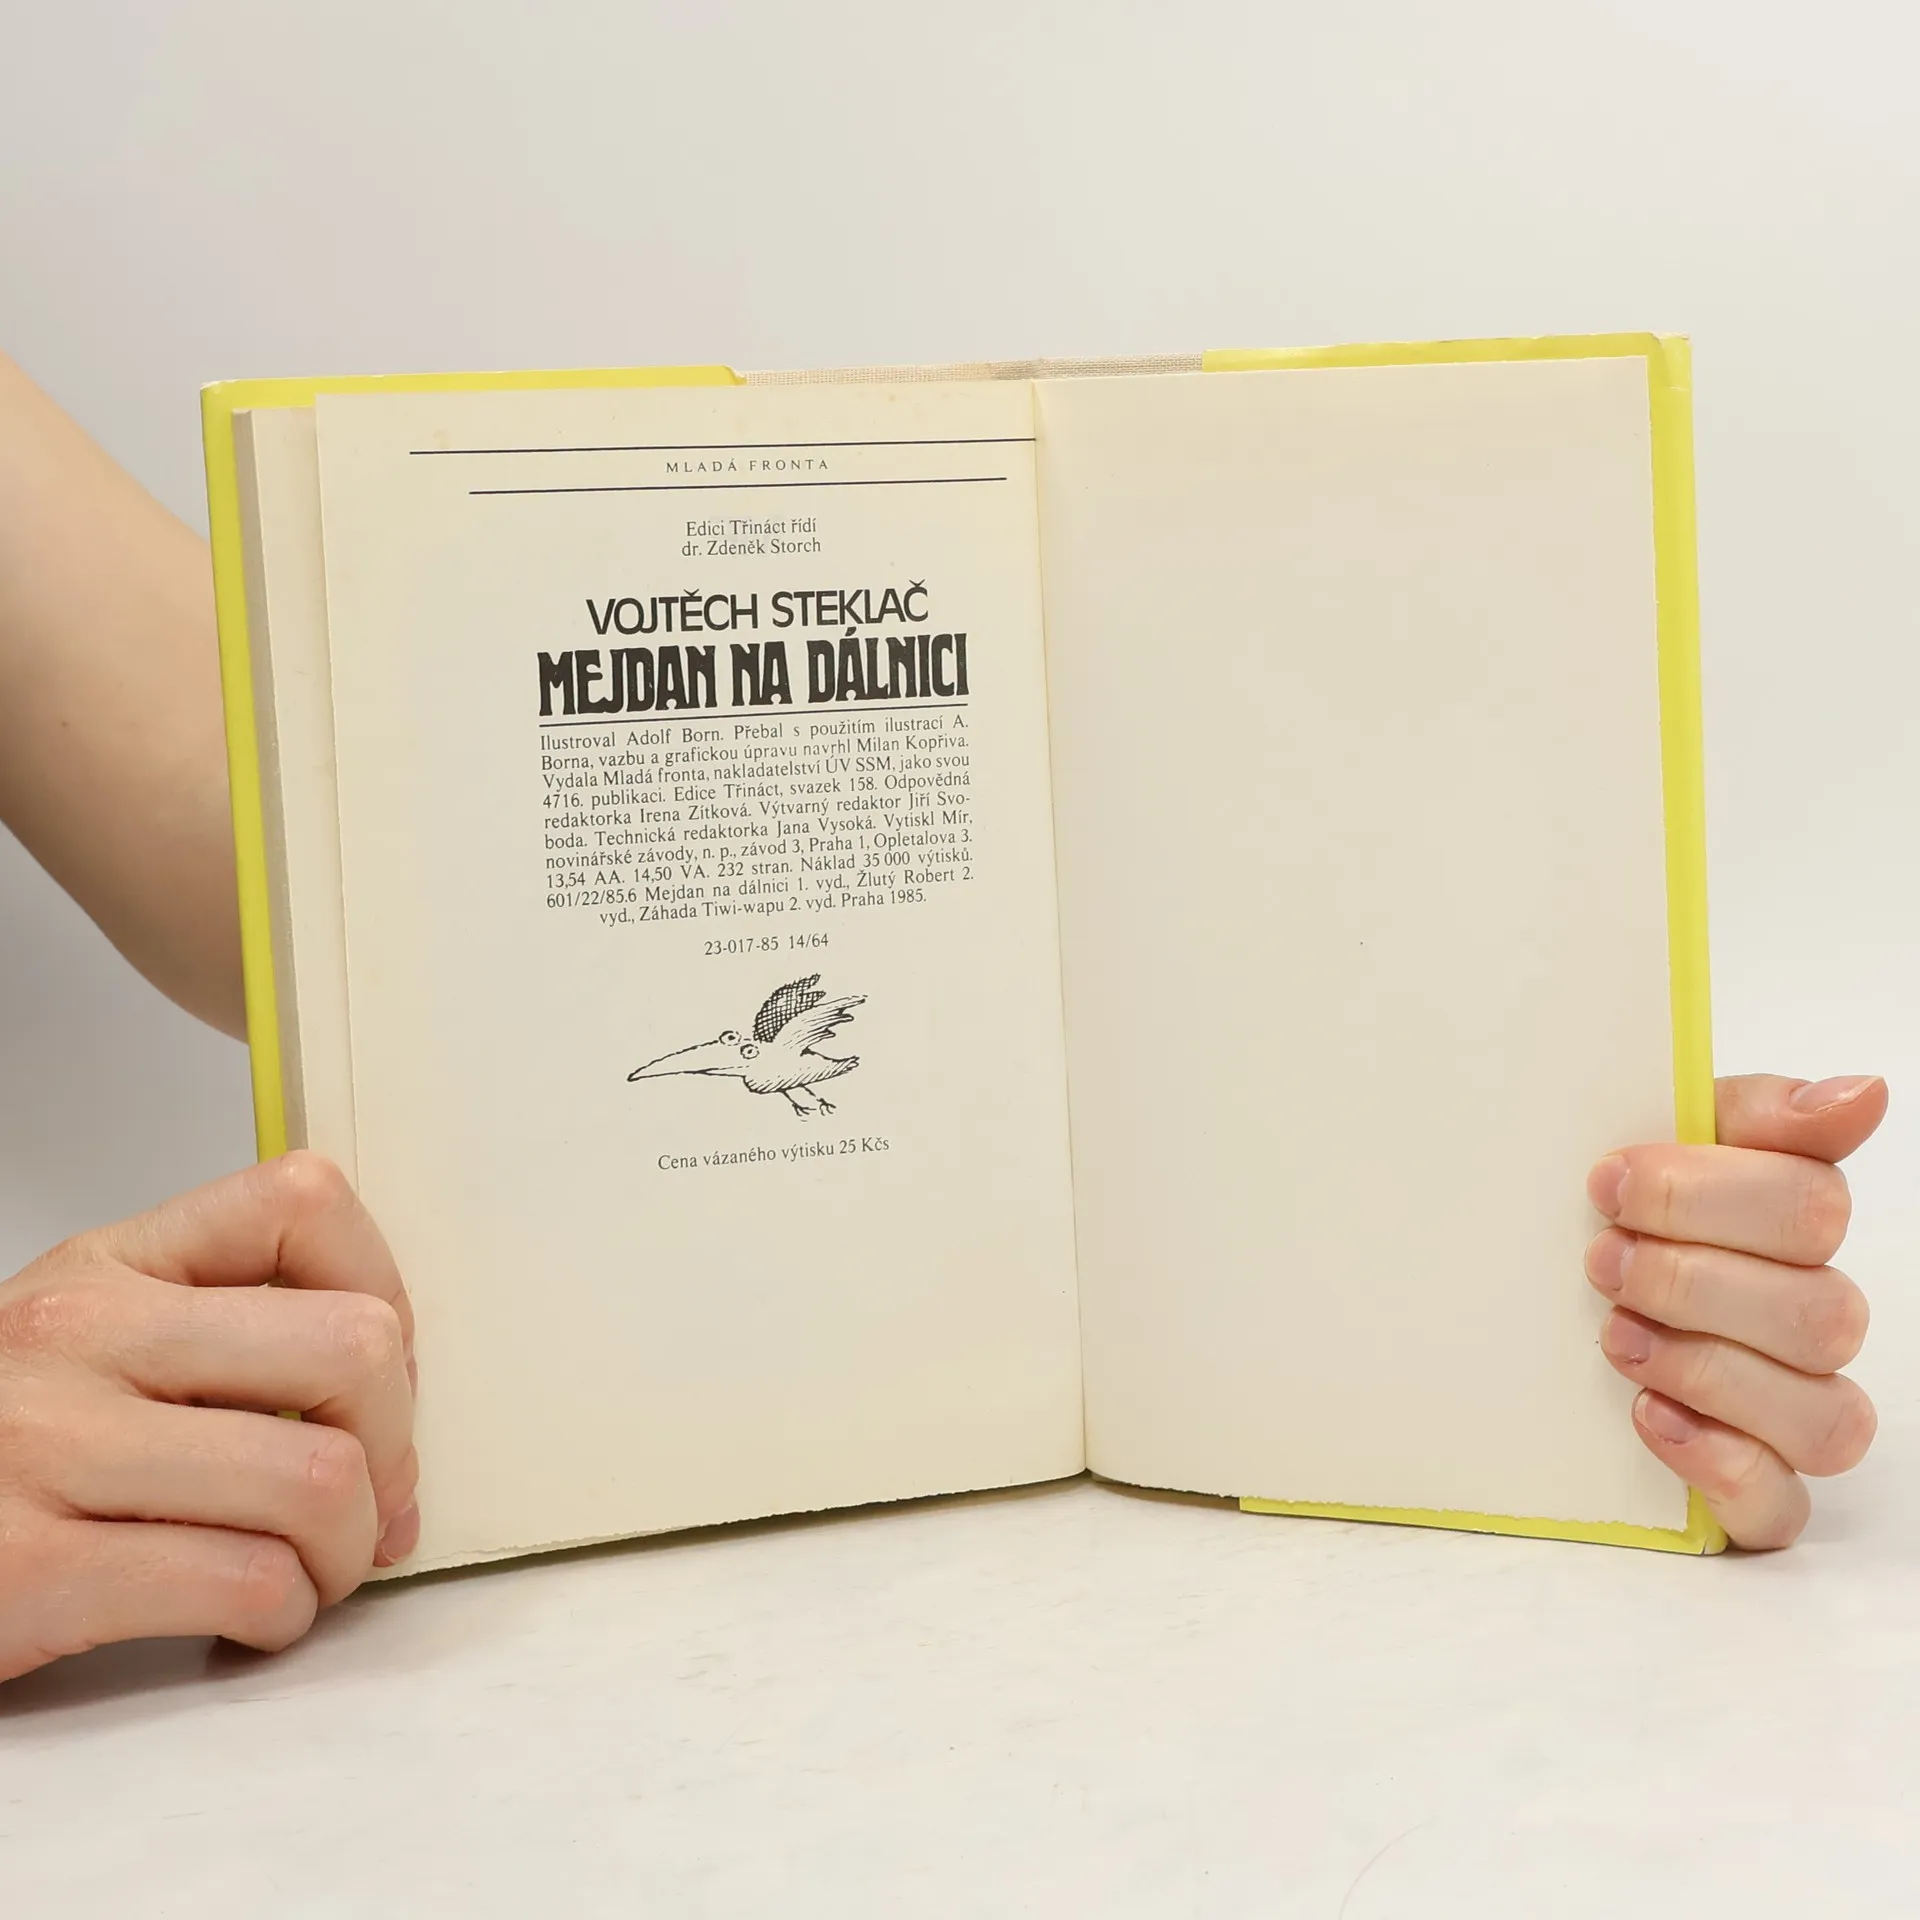 MLADÁ FRONTA
Edici Třináct řídí
dr. Zdeněk Storch
VOJTĚCH STEKLAČ
MEJDAN NA DÁLNICI
Ilustroval Adolf Born. Přebal s použitím ilustrací A.
Borna, vazbu a grafickou úpravu navrhl Milan Kopřiva.
Vydala Mladá fronta, nakladatelství ÚV SSM, jako svou
4716. publikaci. Edice Třináct, svazek 158. Odpovědná
redaktorka Irena Zítková. Výtvarný redaktor Jiří Svo-
boda. Technická redaktorka Jana Vysoká. Vytiskl Mír,
novinářské závody, n. p., závod 3, Praha 1, Opletalova 3.
13,54 AA. 14,50 VA. 232 stran. Náklad 35 000 výtisků.
601/22/85.6 Mejdan na dálnici 1. vyd., Žlutý Robert 2.
vyd., Záhada Tiwi-wapu 2. vyd. Praha 1985.
23-017-85 14/64
Cena vázaného výtisku 25 Kčs